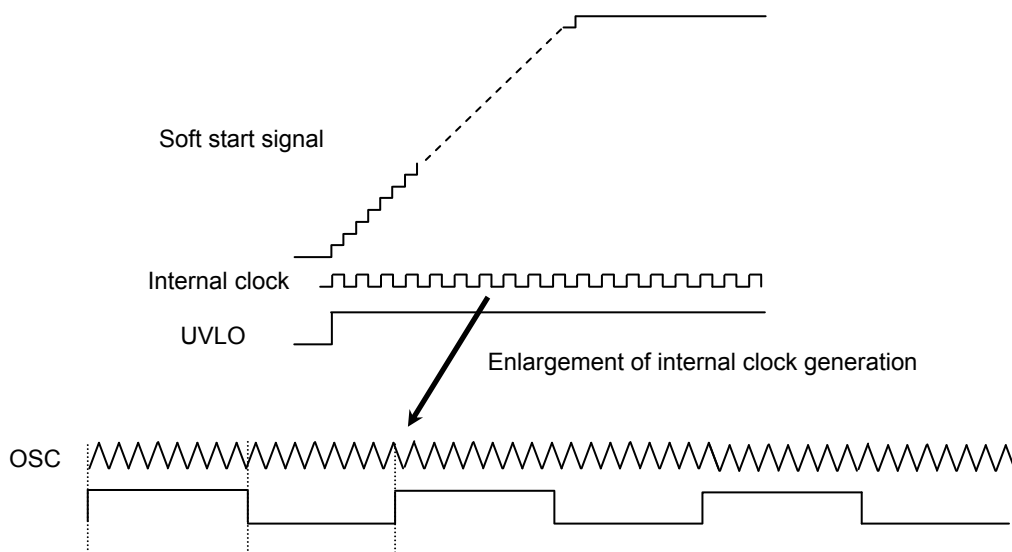 Soft start signal
Internal clock
UVLO
Enlargement of internal clock generation
OSC